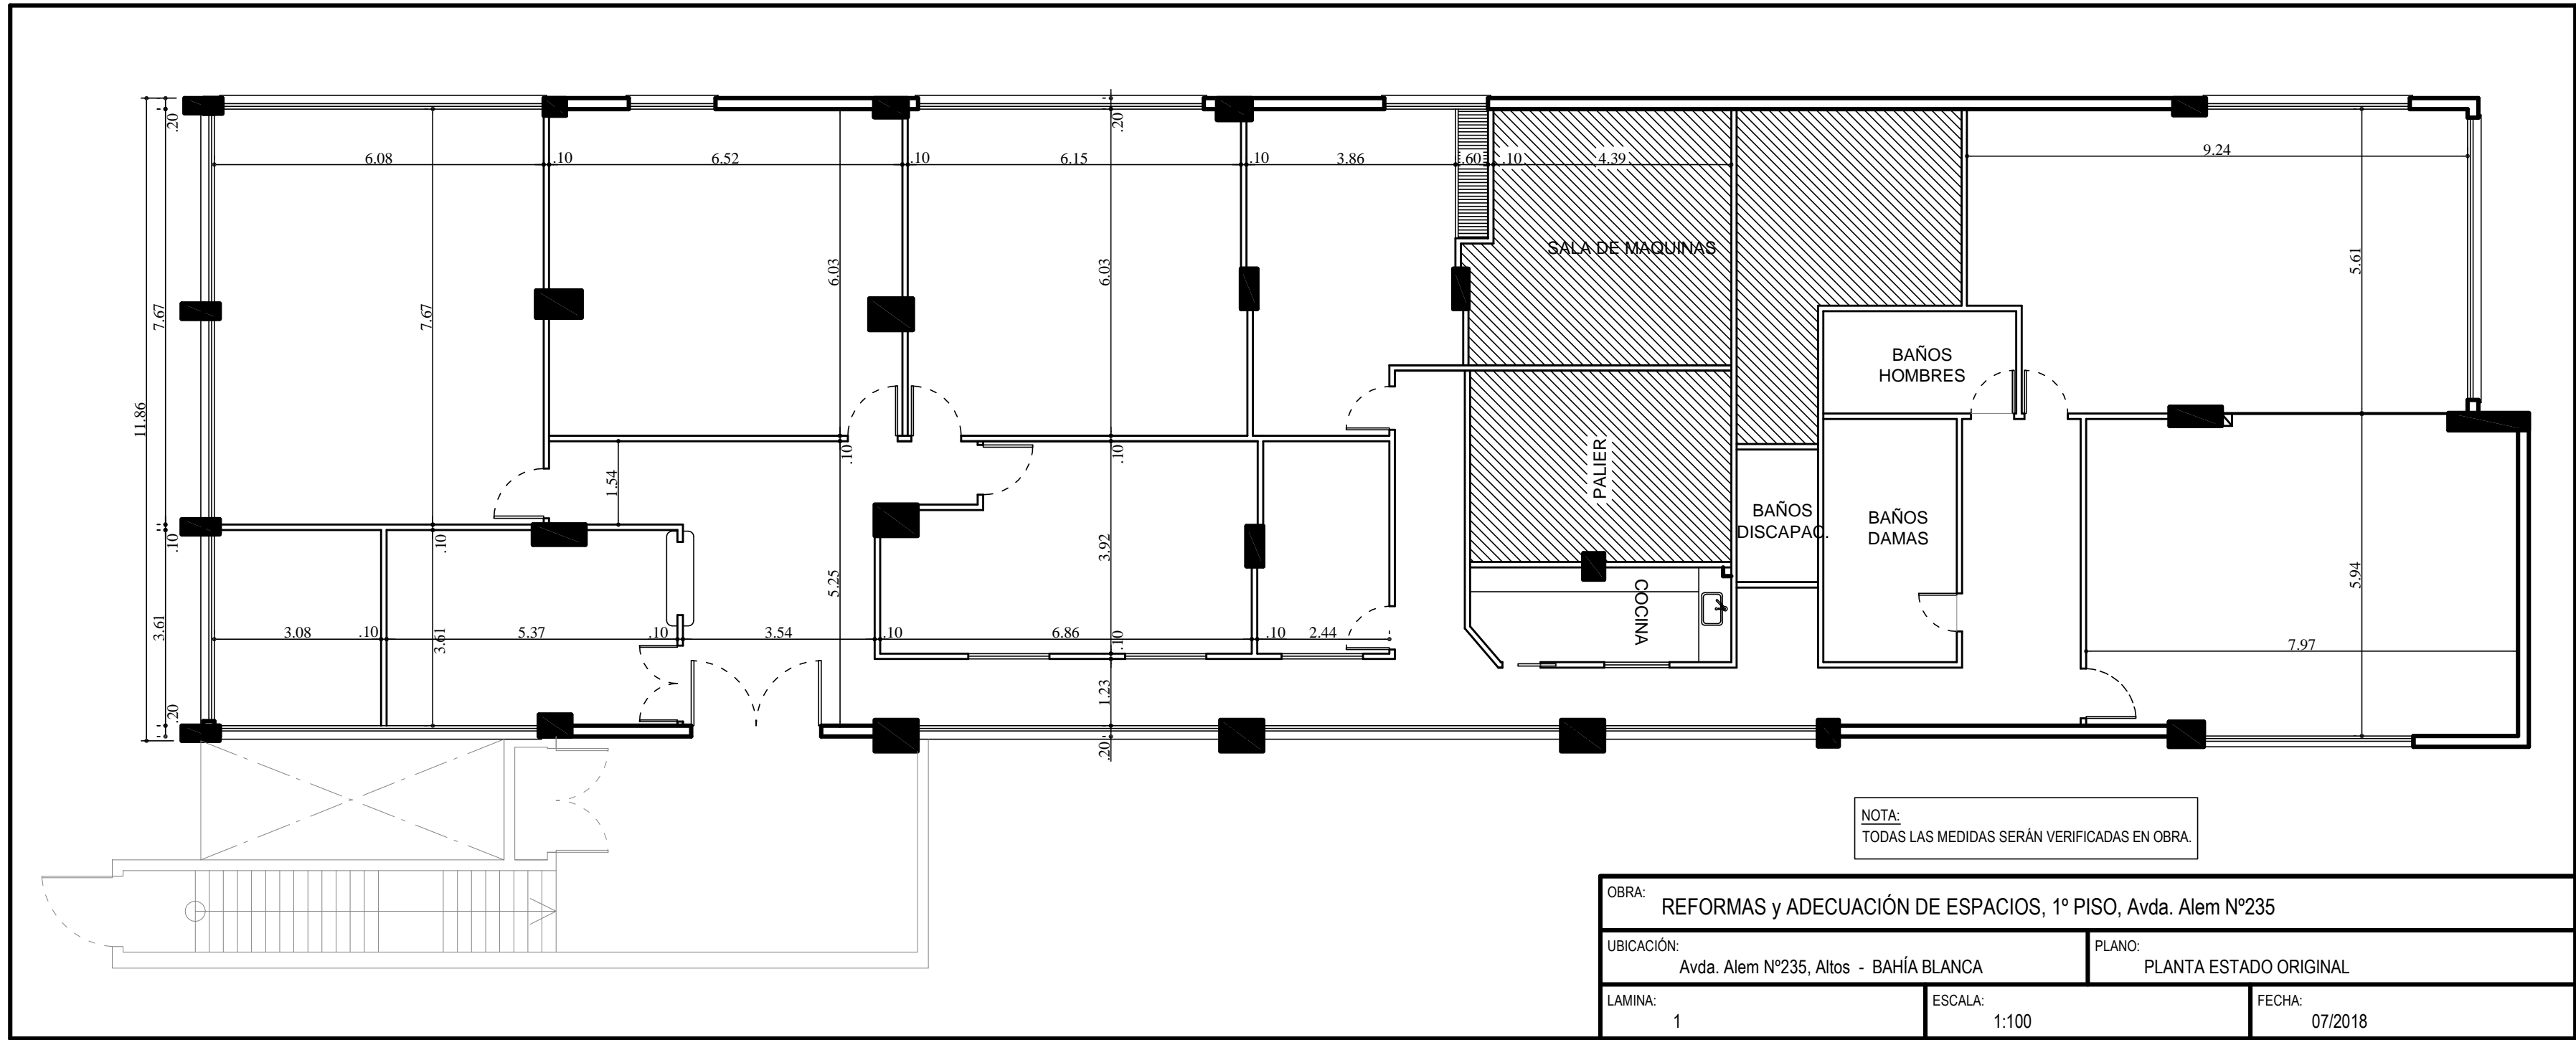 .20
.20
6.08
.10
6.52
.10
6.15
.10
3.86
.60
.10
4.39
9.24
SALA DE MAQUINAS
6.03
6.03
5.61
7.67
7.67
11.86
BAÑOS
HOMBRES
.10
.10
1.54
PALIER
BAÑOS
DISCAPAC.
BAÑOS
DAMAS
.10
.10
3.92
5.25
5.94
COCINA
3.61
3.08
.10
3.61
5.37
.10
3.54
.10
6.86
.10
.10
2.44
7.97
1.23
.20
.20
NOTA:
TODAS LAS MEDIDAS SERÁN VERIFICADAS EN OBRA.
OBRA:
REFORMAS y ADECUACIÓN DE ESPACIOS, 1º PISO, Avda. Alem Nº235
UBICACIÓN:
Avda. Alem Nº235, Altos - BAHÍA BLANCA
PLANO:
PLANTA ESTADO ORIGINAL
LAMINA:
1
ESCALA:
1:100
FECHA:
07/2018